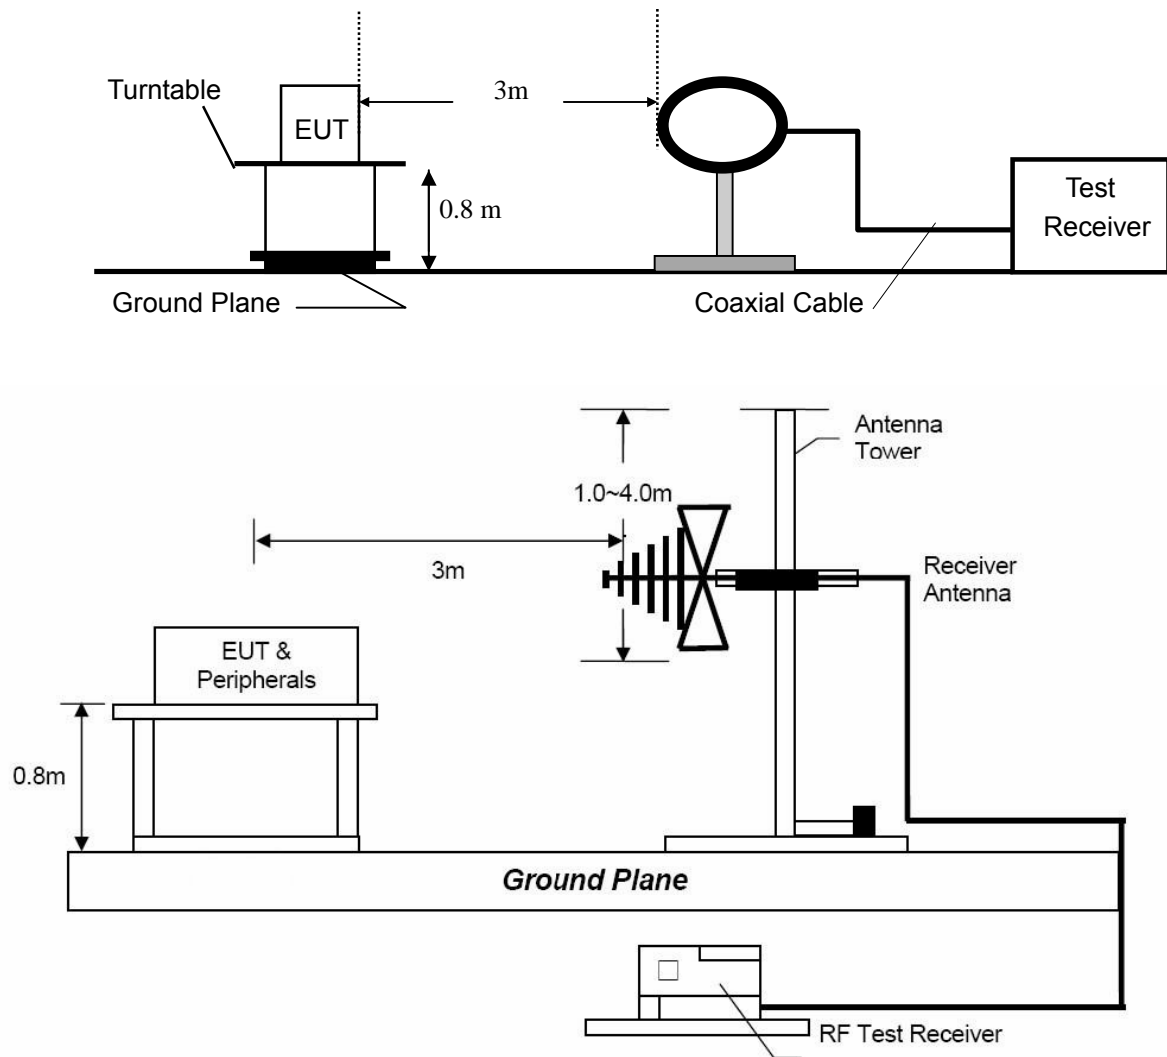 Turntable
3m
EUT
0.8 m
Test
Receiver
Ground Plane
Coaxial Cable
Antenna
Tower
1.0~4.0m
3m
Receiver
Antenna
EUT &
Peripherals
0.8m
Ground Plane
RF Test Receiver